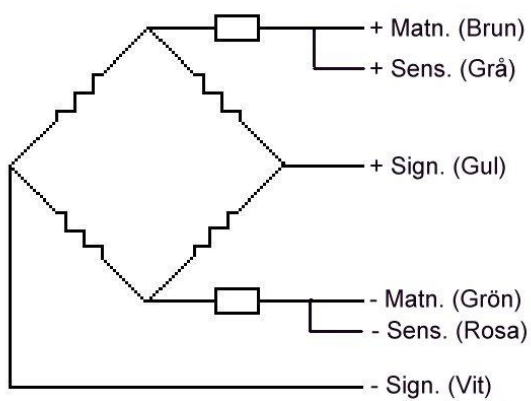 + Matn. (Brun)
+ Sens. (Grå)
+ Sign. (Gul)
- Matn. (Grön)
- Sens. (Rosa)
- Sign. (Vit)